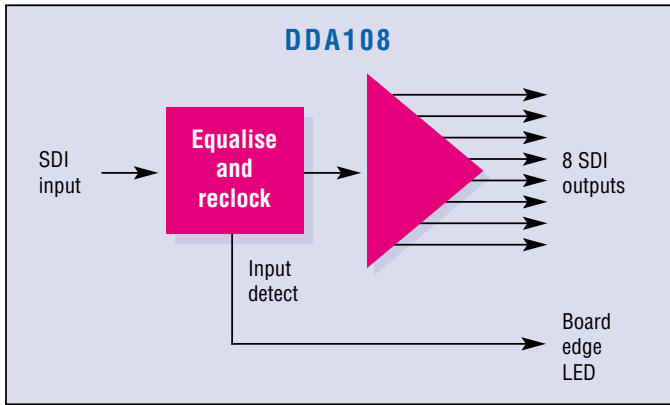 DDA108
SDI
input
Equalise
and
reclock
8 SDI
outputs
Input
detect
Board
edge
LED